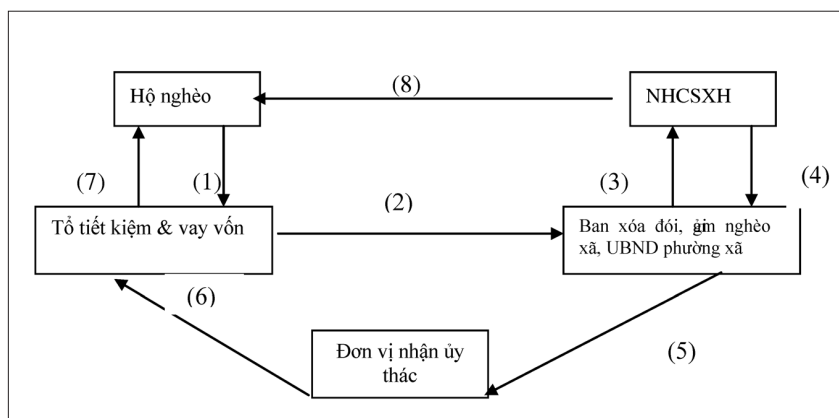 (8)
Hộ nghèo
NHCSXH
(7)
(1)
(3)
(4)
(2)
Tổ tiết kiệm & vay vốn
Ban xóa đói, nghèo
xã, UBND phường xã
(6)
(5)
Đơn vị nhận ủy
thác